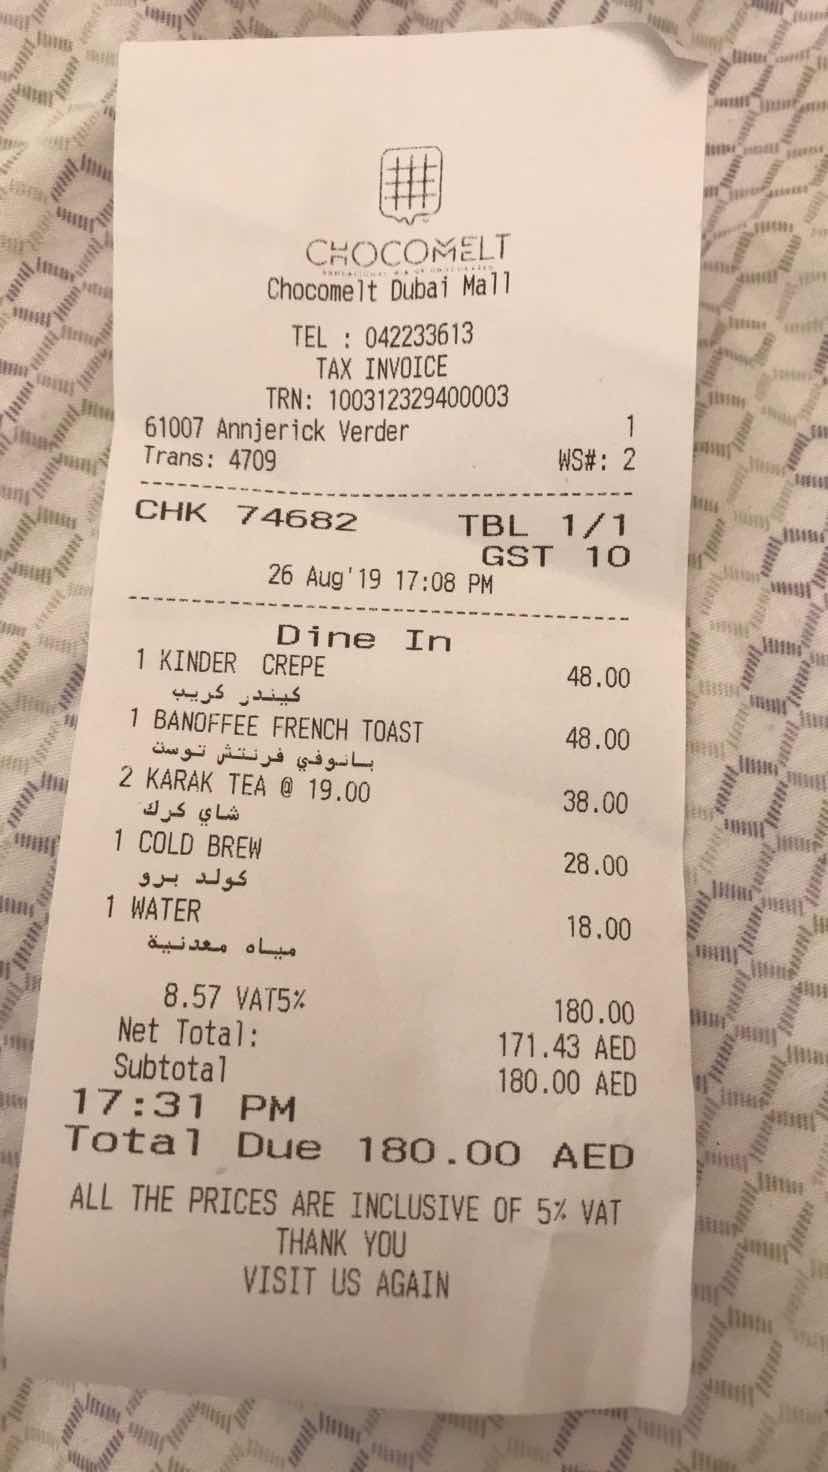 CHOCOMELT
Chocomelt Dubai Mall
TEL : 042233613
TAX INVOICE
TRN: 100312329400003
61007 Annjerick Verder 1
Trans: 4709 WS#: 2
CHK 74682 TBL 1/1
GST 10
26 Aug'19 17:08 PM
Dine In
1 KINDER CREPE 48.00
كيندر كريب
1 BANOFFEE FRENCH TOAST 48.00
بانوفي فرنتش توست
2 KARAK TEA @ 19.00 38.00
شاي كرك
1 COLD BREW 28.00
كولد برو
1 WATER 18.00
مياه معدنية
8.57 VAT5% 180.00
Net Total: 171.43 AED
Subtotal 180.00 AED
17:31 PM
Total Due 180.00 AED
ALL THE PRICES ARE INCLUSIVE OF 5% VAT
THANK YOU
VISIT US AGAIN